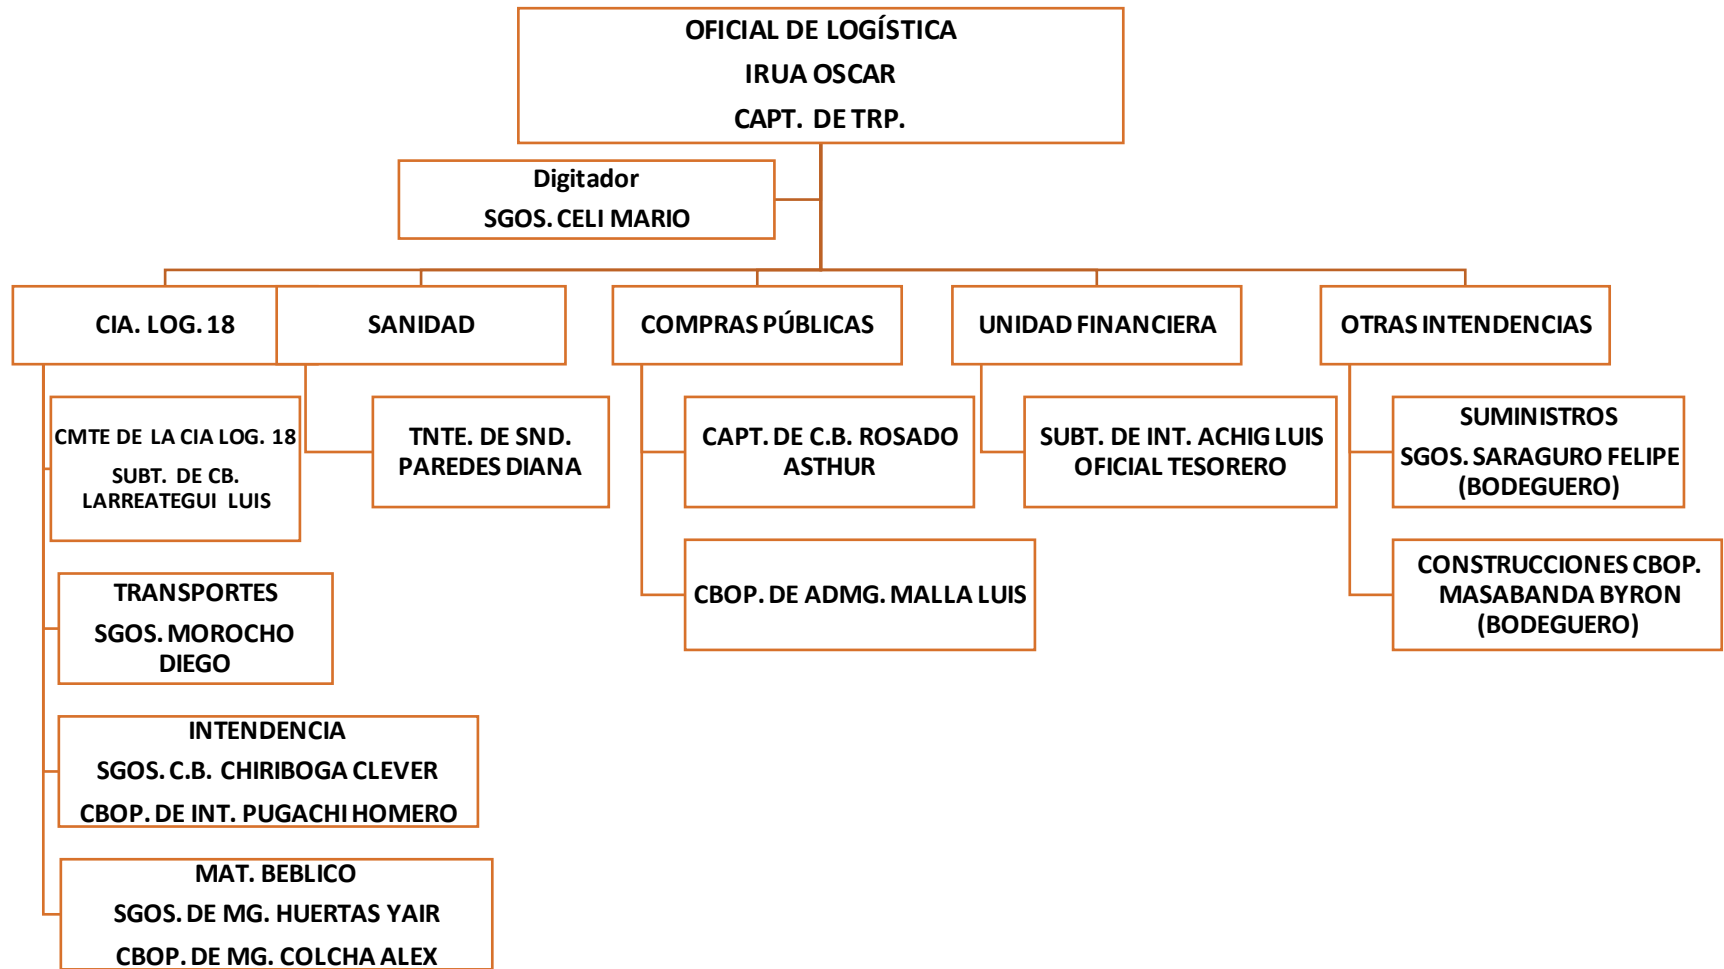 OFICIAL DE LOGÍSTICA
IRUA OSCAR
CAPT. DE TRP.
Digitador
SGOS. CELI MARIO
CIA. LOG. 18
SANIDAD
COMPRAS PÚBLICAS
UNIDAD FINANCIERA
OTRAS INTENDENCIAS
CMTE DE LA CIA LOG. 18
SUBT. DE CB.
LARREATEGUI LUIS
TNTE. DE SND.
PAREDES DIANA
CAPT. DE C.B. ROSADO
ASTHUR
SUBT. DE INT. ACHIG LUIS
OFICIAL TESORERO
SUMINISTROS
SGOS. SARAGURO FELIPE
(BODEGUERO)
TRANSPORTES
SGOS. MOROCHO
DIEGO
CBOP. DE ADMG. MALLA LUIS
CONSTRUCCIONES CBOP.
MASABANDA BYRON
(BODEGUERO)
INTENDENCIA
SGOS. C.B. CHIRIBOGA CLEVER
CBOP. DE INT. PUGACHI HOMERO
MAT. BEBLICO
SGOS. DE MG. HUERTAS YAIR
CBOP. DE MG. COLCHA ALEX